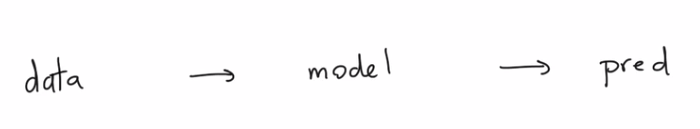 data → model → pred